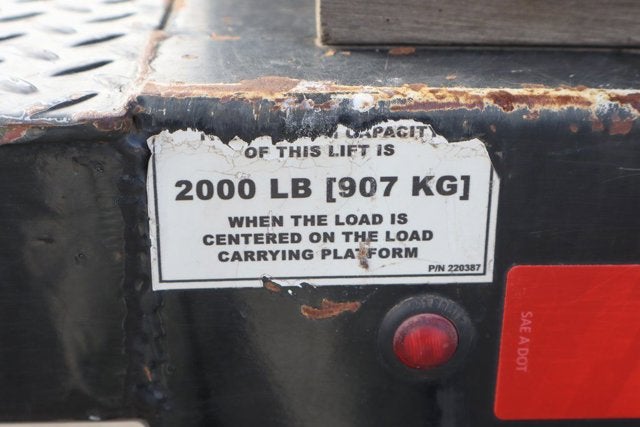 CAPACITY
OF THIS LIFT IS
2000 LB [907 KG]
WHEN THE LOAD IS
CENTERED ON THE LOAD
CARRYING PLATFORM
P/N 220387
SAE A DOT